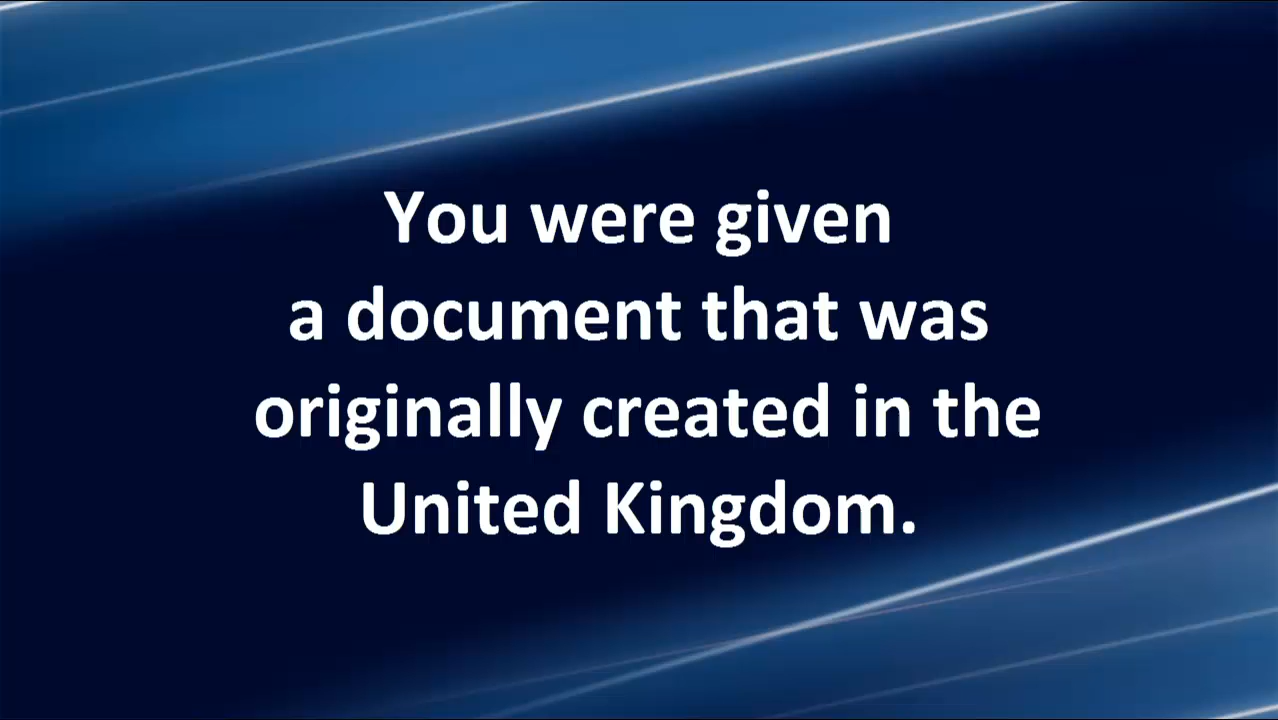 You were given
a document that was
originally created in the
United Kingdom.